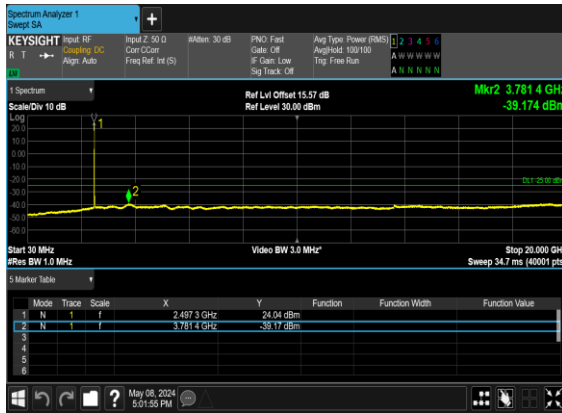 Spectrum Analyzer 1
Swept SA
+
KEYSIGHT Input: RF Input Z: 50 Ω #Atten: 30 dB PNO: Fast Avg Type: Power (RMS) 1 2 3 4 5 6
R T Coupling: DC Corr CCorr Gate: Off Avg|Hold: 100/100 A W W W W W
Align: Auto Freq Ref: Int (S) IF Gain: Low Trig: Free Run
LXI Sig Track: Off A N N N N N
1 Spectrum Ref Lvl Offset 15.57 dB Mkr2 3.781 4 GHz
Scale/Div 10 dB Ref Level 30.00 dBm -39.174 dBm
Log
1
20.0
10.0
0.00
-10.0
-20.0 DL1 -25.00 dBm
-30.0 2
-40.0
-50.0
-60.0
Start 30 MHz Video BW 3.0 MHz* Stop 20.000 GHz
#Res BW 1.0 MHz Sweep 34.7 ms (40001 pts)
5 Marker Table
Mode Trace Scale X Y Function Function Width Function Value
1 N 1 f 2.497 3 GHz 24.04 dBm
2 N 1 f 3.781 4 GHz -39.17 dBm
3
4
5
6
? May 08, 2024
5:01:55 PM